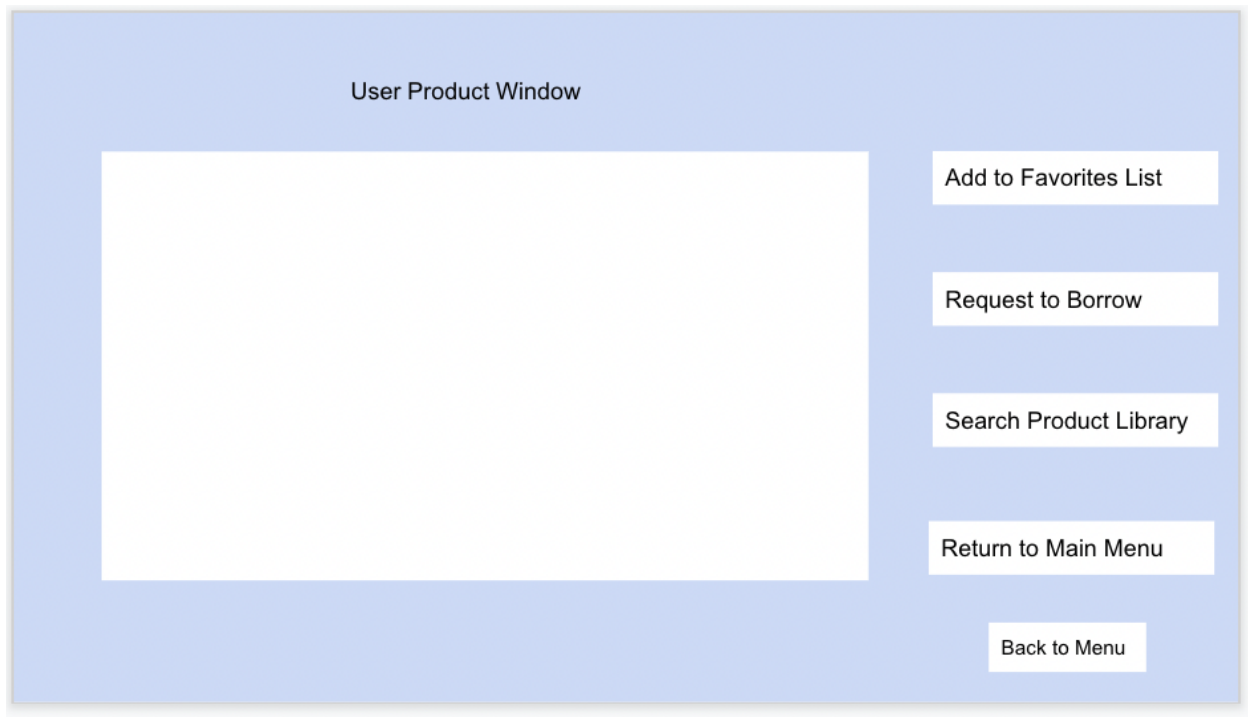 User Product Window
Add to Favorites List
Request to Borrow
Search Product Library
Return to Main Menu
Back to Menu